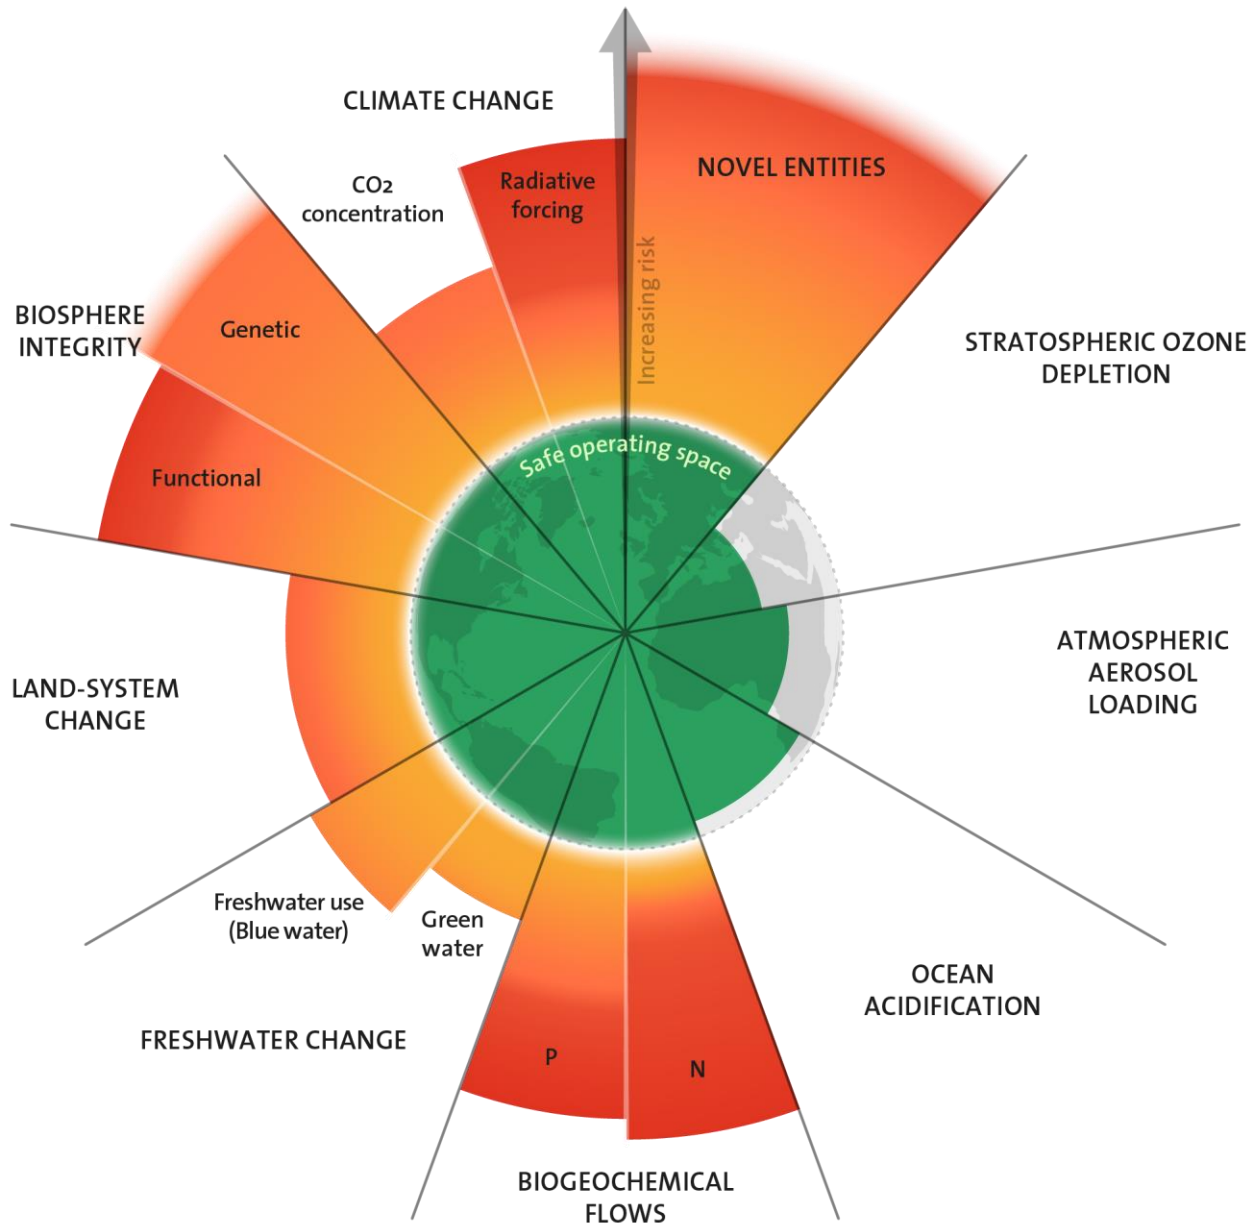 CLIMATE CHANGE
CO2
concentration
Radiative
forcing
NOVEL ENTITIES
Increasing risk
BIOSPHERE
INTEGRITY
Genetic
Functional
STRATOSPHERIC OZONE
DEPLETION
Safe operating space
ATMOSPHERIC
AEROSOL
LOADING
LAND-SYSTEM
CHANGE
Freshwater use
(Blue water)
Green
water
FRESHWATER CHANGE
P
N
OCEAN
ACIDIFICATION
BIOGEOCHEMICAL
FLOWS